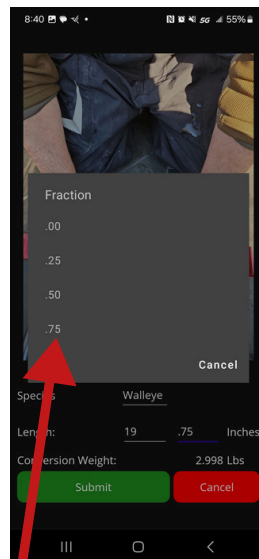 8:40 5G 55%
Fraction
.00
.25
.50
.75
Cancel
Species Walleye
Length: 19 .75 Inches
Conversion Weight: 2.998 Lbs
Submit Cancel